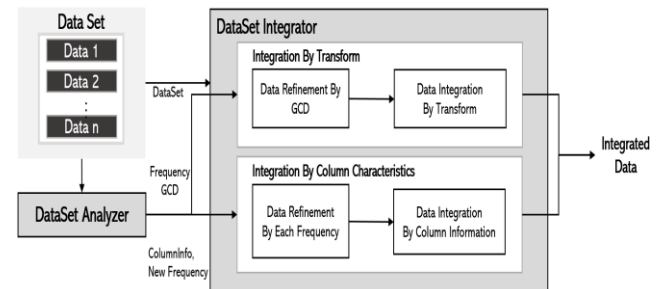 Data Set
Data 1
Data 2
:
Data n
DataSet Analyzer
DataSet
Frequency
GCD
ColumnInfo,
New Frequency
DataSet Integrator
Integration By Transform
Data Refinement By
GCD
Data Integration
By Transform
Integration By Column Characteristics
Data Refinement
By Each Frequency
Data Integration
By Column Information
Integrated
Data